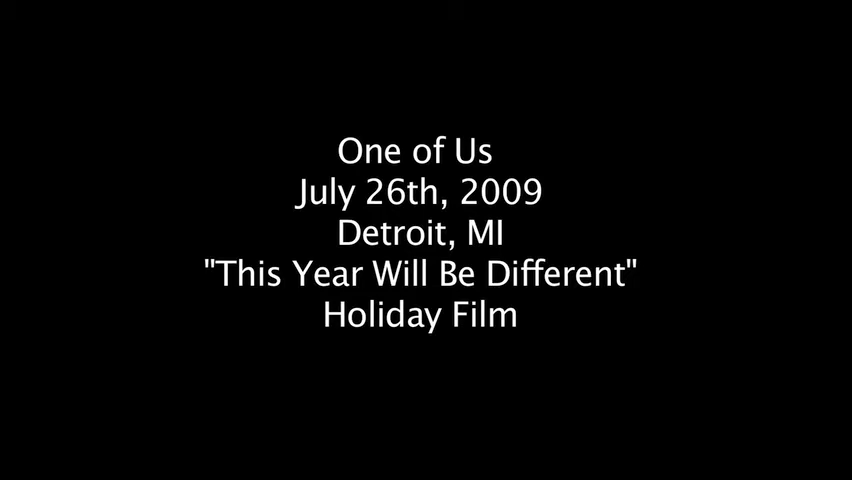 One of Us
July 26th, 2009
Detroit, MI
"This Year Will Be Different"
Holiday Film